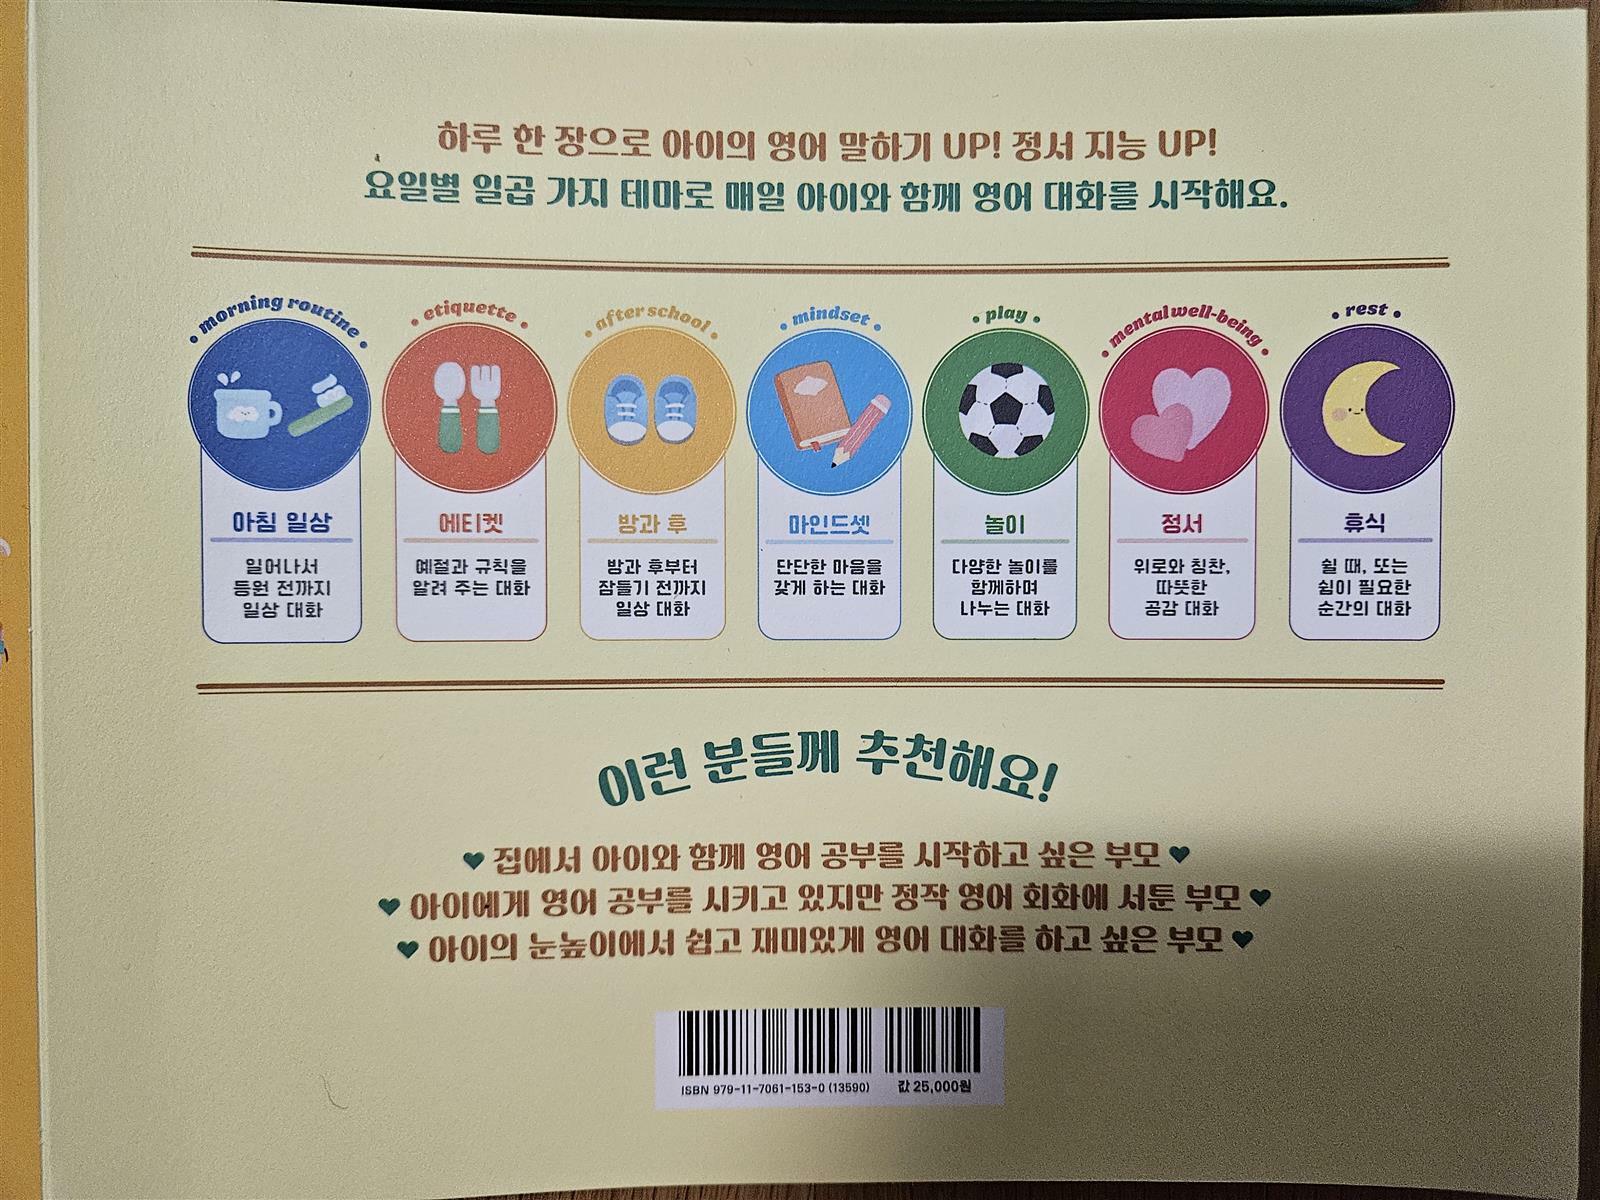 하루 한 장으로 아이의 영어 말하기 UP! 정서 지능 UP!
요일별 일곱 가지 테마로 매일 아이와 함께 영어 대화를 시작해요.
morning routine
아침 일상
일어나서
등원 전까지
일상 대화
etiquette
에티켓
예절과 규칙을
알려 주는 대화
after school
방과 후
방과 후부터
잠들기 전까지
일상 대화
mindset
마인드셋
단단한 마음을
갖게 하는 대화
play
놀이
다양한 놀이를
함께하며
나누는 대화
mental well-being
정서
위로와 칭찬,
따뜻한
공감 대화
rest
휴식
쉴 때, 또는
쉼이 필요한
순간의 대화
이런 분들께 추천해요!
집에서 아이와 함께 영어 공부를 시작하고 싶은 부모
아이에게 영어 공부를 시키고 있지만 정작 영어 회화에 서툰 부모
아이의 눈높이에서 쉽고 재미있게 영어 대화를 하고 싶은 부모
ISBN 979-11-7061-153-0 (13590) 값 25,000원